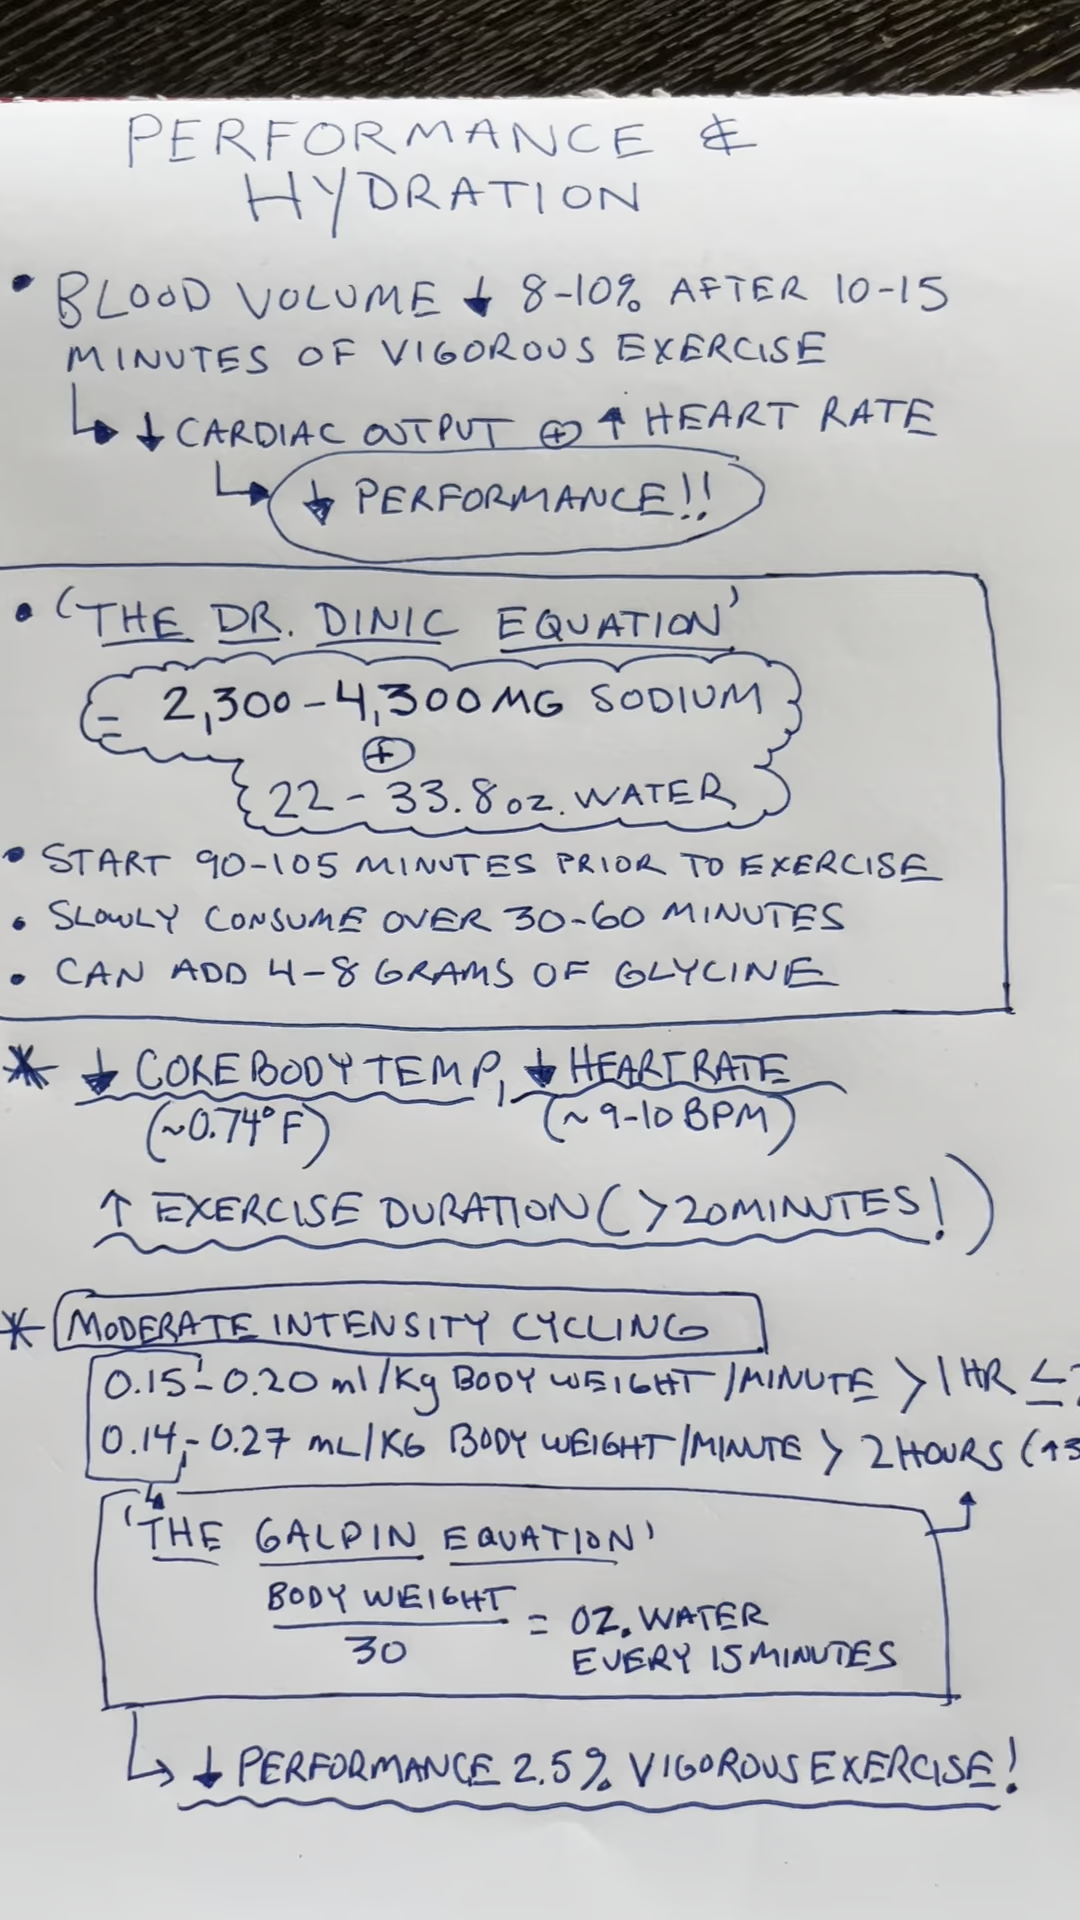 PERFORMANCE &
HYDRATION
• BLOOD VOLUME ↓ 8-10% AFTER 10-15
MINUTES OF VIGOROUS EXERCISE
↳ ↓ CARDIAC OUTPUT ⊕ ↑ HEART RATE
↳ ↓ PERFORMANCE!!
• 'THE DR. DINIC EQUATION'
= 2,300-4,300MG SODIUM
⊕
22-33.8oz. WATER
• START 90-105 MINUTES PRIOR TO EXERCISE
• SLOWLY CONSUME OVER 30-60 MINUTES
• CAN ADD 4-8 GRAMS OF GLYCINE
* ↓ CORE BODY TEMP, ↓ HEART RATE
(~0.74°F) (~9-10 BPM)
↑ EXERCISE DURATION (>20 MINUTES!)
* MODERATE INTENSITY CYCLING
0.15-0.20 ml/Kg BODY WEIGHT/MINUTE > 1 HR ≤
0.14-0.27 mL/KG BODY WEIGHT/MINUTE > 2 HOURS (↑3
'THE GALPIN EQUATION'
BODY WEIGHT
30
= OZ. WATER
EVERY 15 MINUTES
↳ ↓ PERFORMANCE 2.5% VIGOROUS EXERCISE!